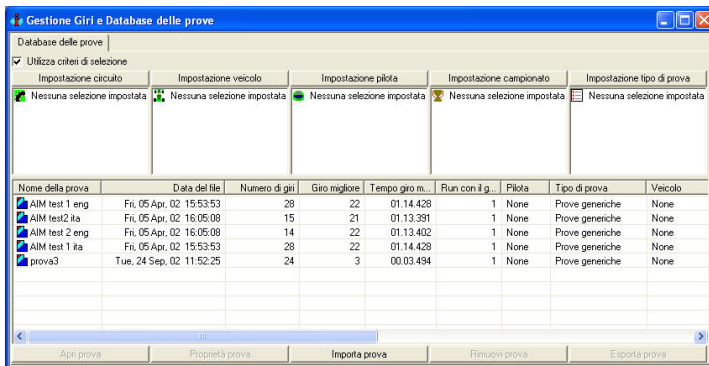 Gestione Giri e Database delle prove
Database delle prove
Utilizza criteri di selezione
Impostazione circuito Impostazione veicolo Impostazione pilota Impostazione campionato Impostazione tipo di prova
Nessuna selezione impostata Nessuna selezione impostata Nessuna selezione impostata Nessuna selezione impostata Nessuna selezione impostata
Nome della prova Data del file Numero di giri Giro migliore Tempo giro m... Run con il g... Pilota Tipo di prova Veicolo
AIM test 1 eng Fri, 05 Apr, 02 15:53:53 28 22 01.14.428 1 None Prove generiche None
AIM test2 ita Fri, 05 Apr, 02 16:05:08 15 21 01.13.391 1 None Prove generiche None
AIM test 2 eng Fri, 05 Apr, 02 16:05:08 14 22 01.13.402 1 None Prove generiche None
AIM test 1 ita Fri, 05 Apr, 02 15:53:53 28 22 01.14.428 1 None Prove generiche None
prova3 Tue, 24 Sep, 02 11:52:25 24 3 00.03.494 1 None Prove generiche None
Apri prova Proprietà prova Importa prova Rimuovi prova Esporta prova